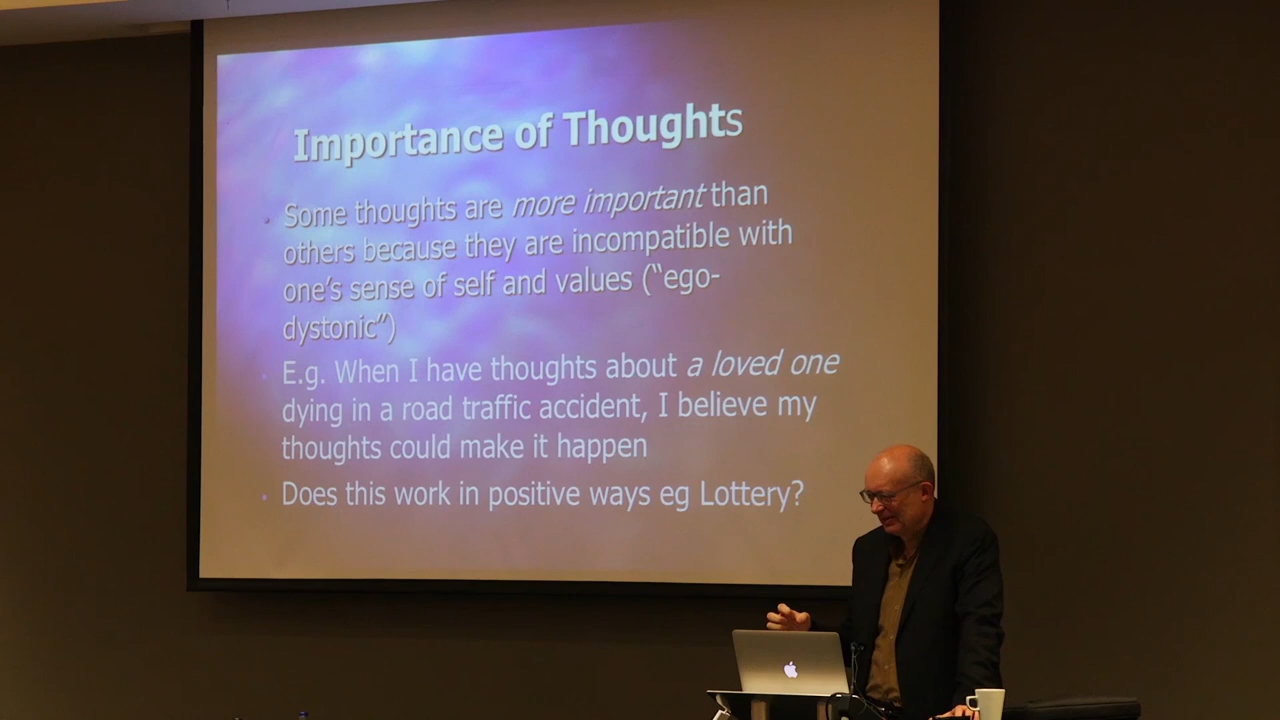 Importance of Thoughts
Some thoughts are more important than
others because they are incompatible with
one's sense of self and values (“ego-
dystonic”)
E.g. When I have thoughts about a loved one
dying in a road traffic accident, I believe my
thoughts could make it happen
Does this work in positive ways eg Lottery?